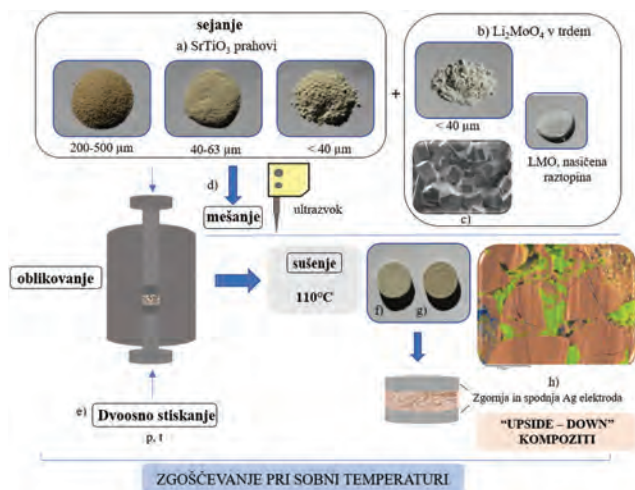 sejanje
a) SrTiO₃ prahovi
200-500 µm
40-63 µm
< 40 µm
+
b) Li₂MoO₄ v trdem
< 40 µm
LMO, nasičena
raztopina
c)
d)
mešanje
ultrazvok
oblikovanje
sušenje
110°C
f)
g)
h)
e)
Dvoosno stiskanje
p, t
Zgornja in spodnja Ag elektroda
"UPSIDE – DOWN"
KOMPOZITI
ZGOŠČEVANJE PRI SOBNI TEMPERATURI